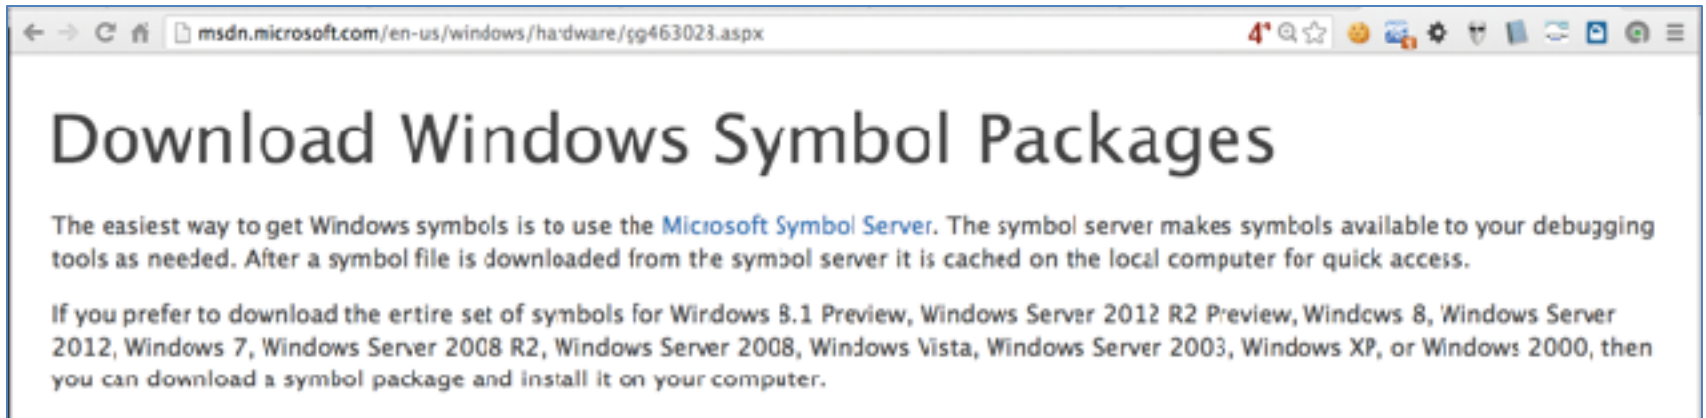 msdn.microsoft.com/en-us/windows/hardware/gg463028.aspx
4°
Download Windows Symbol Packages
The easiest way to get Windows symbols is to use the Microsoft Symbol Server. The symbol server makes symbols available to your debugging
tools as needed. After a symbol file is downloaded from the symbol server it is cached on the local computer for quick access.
If you prefer to download the entire set of symbols for Windows 8.1 Preview, Windows Server 2012 R2 Preview, Windows 8, Windows Server
2012, Windows 7, Windows Server 2008 R2, Windows Server 2008, Windows Vista, Windows Server 2003, Windows XP, or Windows 2000, then
you can download a symbol package and install it on your computer.